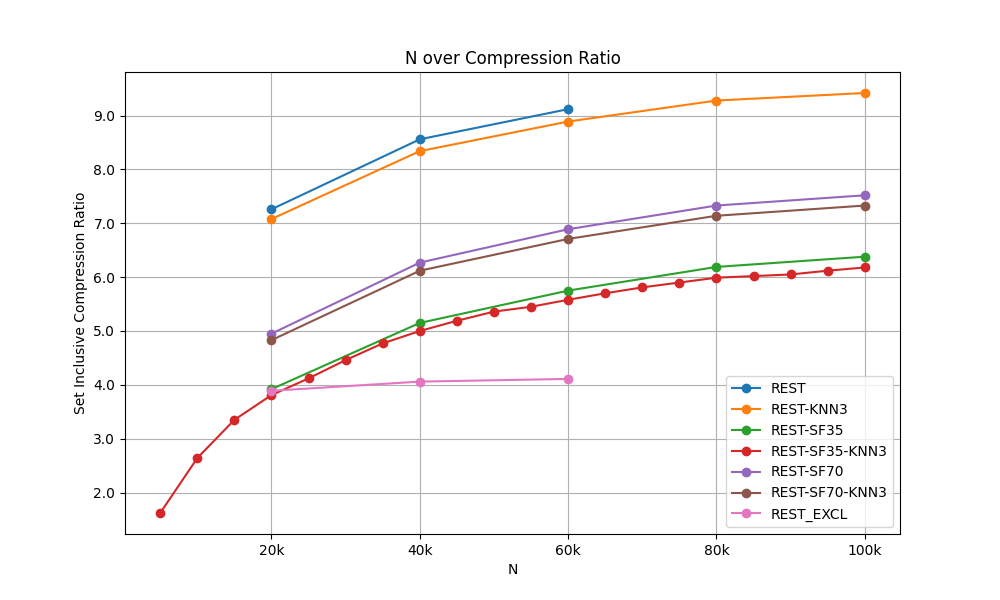 N over Compression Ratio
Set Inclusive Compression Ratio
9.0
8.0
7.0
6.0
5.0
4.0
3.0
2.0
20k
40k
60k
80k
100k
N
REST
REST-KNN3
REST-SF35
REST-SF35-KNN3
REST-SF70
REST-SF70-KNN3
REST_EXCL